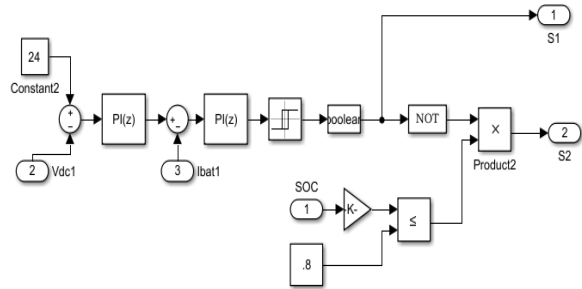 1
S1
24
Constant2
+
−
PI(z)
+
−
PI(z)
boolean
NOT
×
Product2
2
S2
2
Vdc1
3
Ibat1
SOC
1
-K-
≤
.8